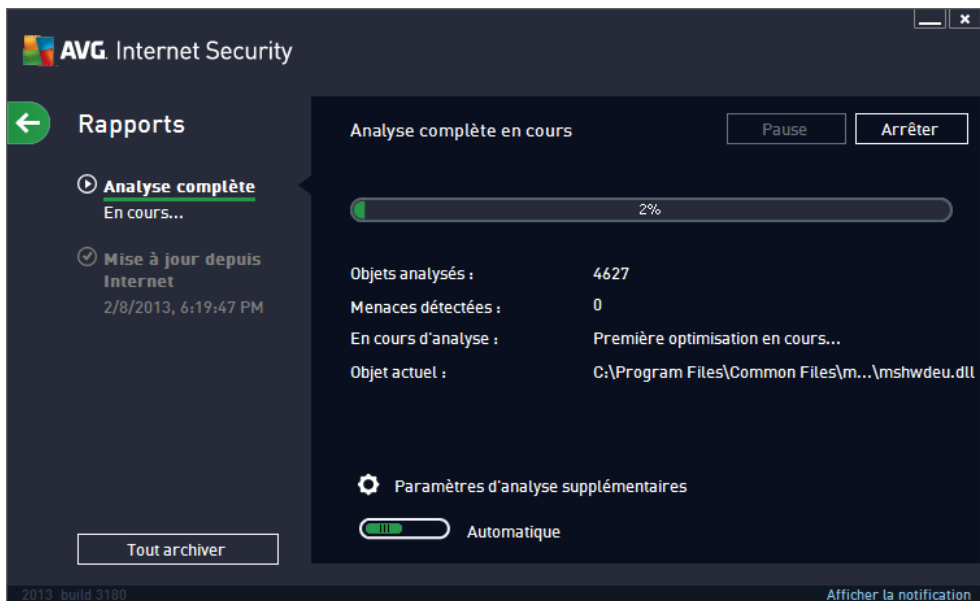 AVG. Internet Security
Rapports
Analyse complète
En cours...
Mise à jour depuis
Internet
2/8/2013, 6:19:47 PM
Tout archiver
Analyse complète en cours
Pause
Arrêter
2%
Objets analysés : 4627
Menaces détectées : 0
En cours d'analyse : Première optimisation en cours...
Objet actuel : C:\Program Files\Common Files\m...\mshwdeu.dll
Paramètres d'analyse supplémentaires
Automatique
2013 build 3180
Afficher la notification